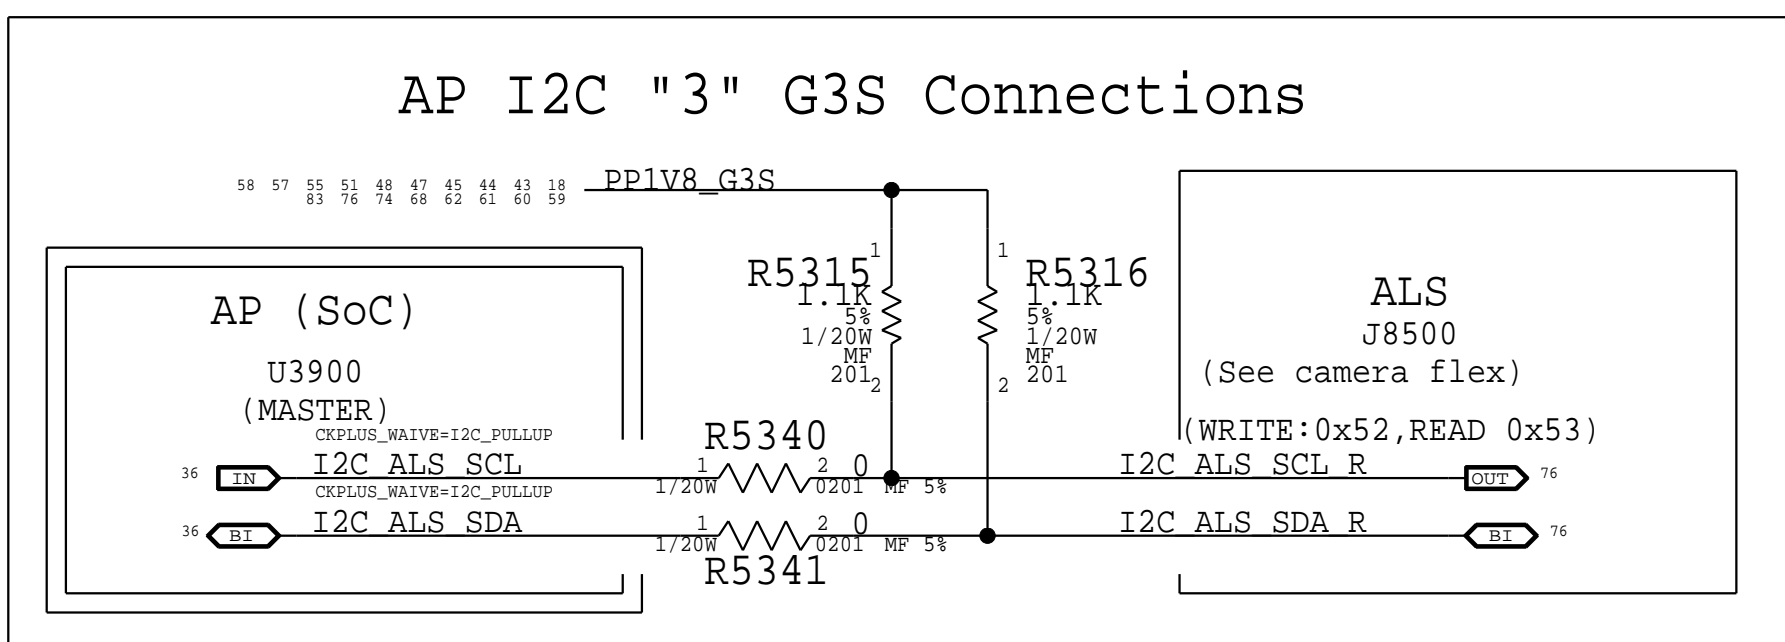 AP I2C "3" G3S Connections
58 57 55 51 48 47 45 44 43 18
83 76 74 68 62 61 60 59
PP1V8_G3S
AP (SoC)
U3900
(MASTER)
1
R5315
1.1K
5%
1/20W
MF
201
2
1
R5316
1.1K
5%
1/20W
MF
201
2
ALS
J8500
(See camera flex)
(WRITE:0x52,READ 0x53)
CKPLUS_WAIVE=I2C_PULLUP
R5340
36 IN I2C_ALS_SCL 1 2 0 I2C_ALS_SCL_R OUT 76
1/20W 0201 MF 5%
CKPLUS_WAIVE=I2C_PULLUP
36 BI I2C_ALS_SDA 1 2 0 I2C_ALS_SDA_R BI 76
1/20W 0201 MF 5%
R5341